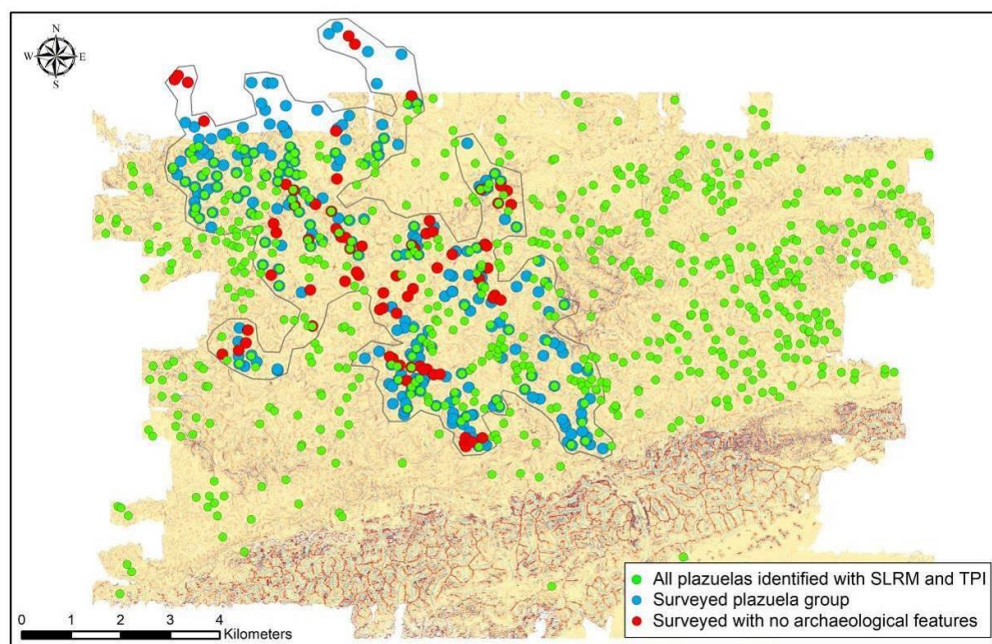 N
W E
S
All plazuelas identified with SLRM and TPI
Surveyed plazuela group
Surveyed with no archaeological features
0 1 2 3 4
Kilometers